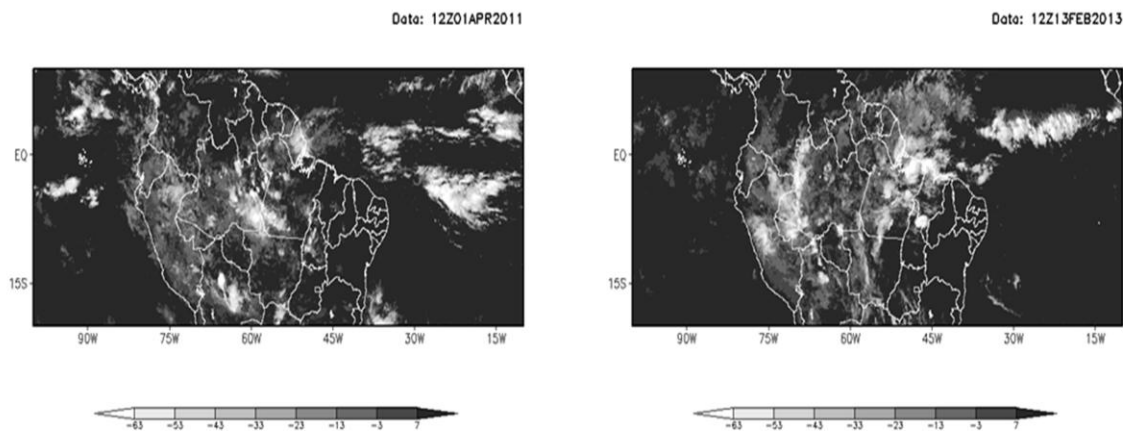 Data: 12Z01APR2011
EQ
15S
90W 75W 60W 45W 30W 15W
-63 -53 -43 -33 -23 -13 -3 7
Data: 12Z13FEB2013
EQ
15S
90W 75W 60W 45W 30W 15W
-63 -53 -43 -33 -23 -13 -3 7